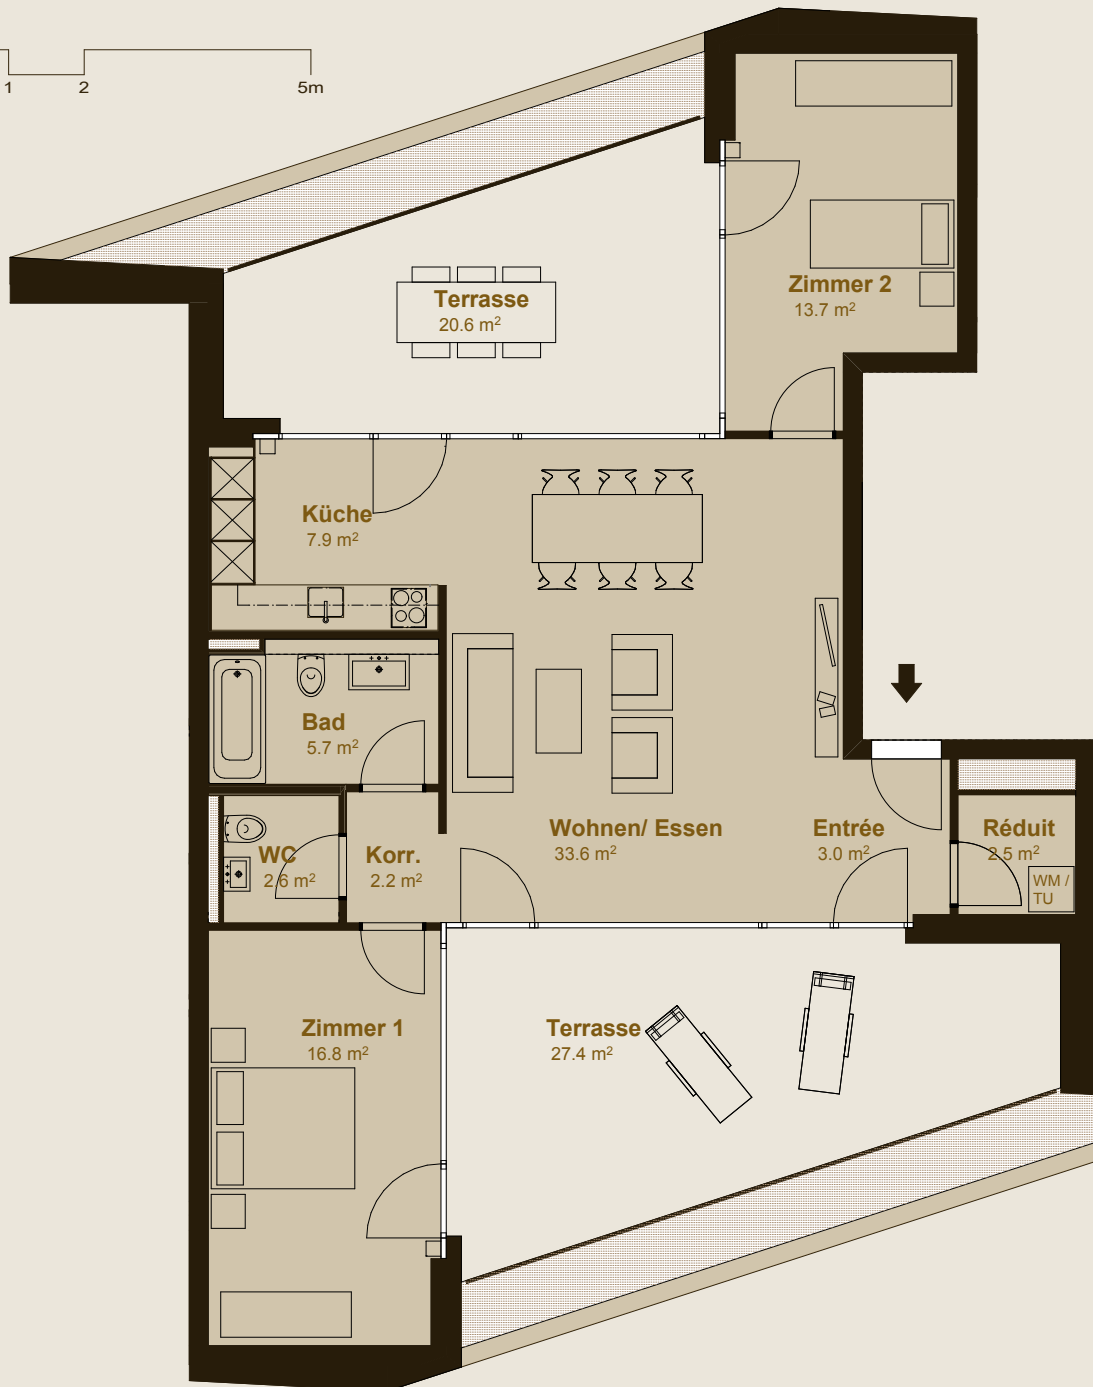 1 2 5m
Zimmer 2
13.7 m²
Terrasse
20.6 m²
Küche
7.9 m²
Bad
5.7 m²
Wohnen/ Essen
33.6 m²
Entrée
3.0 m²
Réduit
2.5 m²
WM /
TU
WC
2.6 m²
Korr.
2.2 m²
Zimmer 1
16.8 m²
Terrasse
27.4 m²